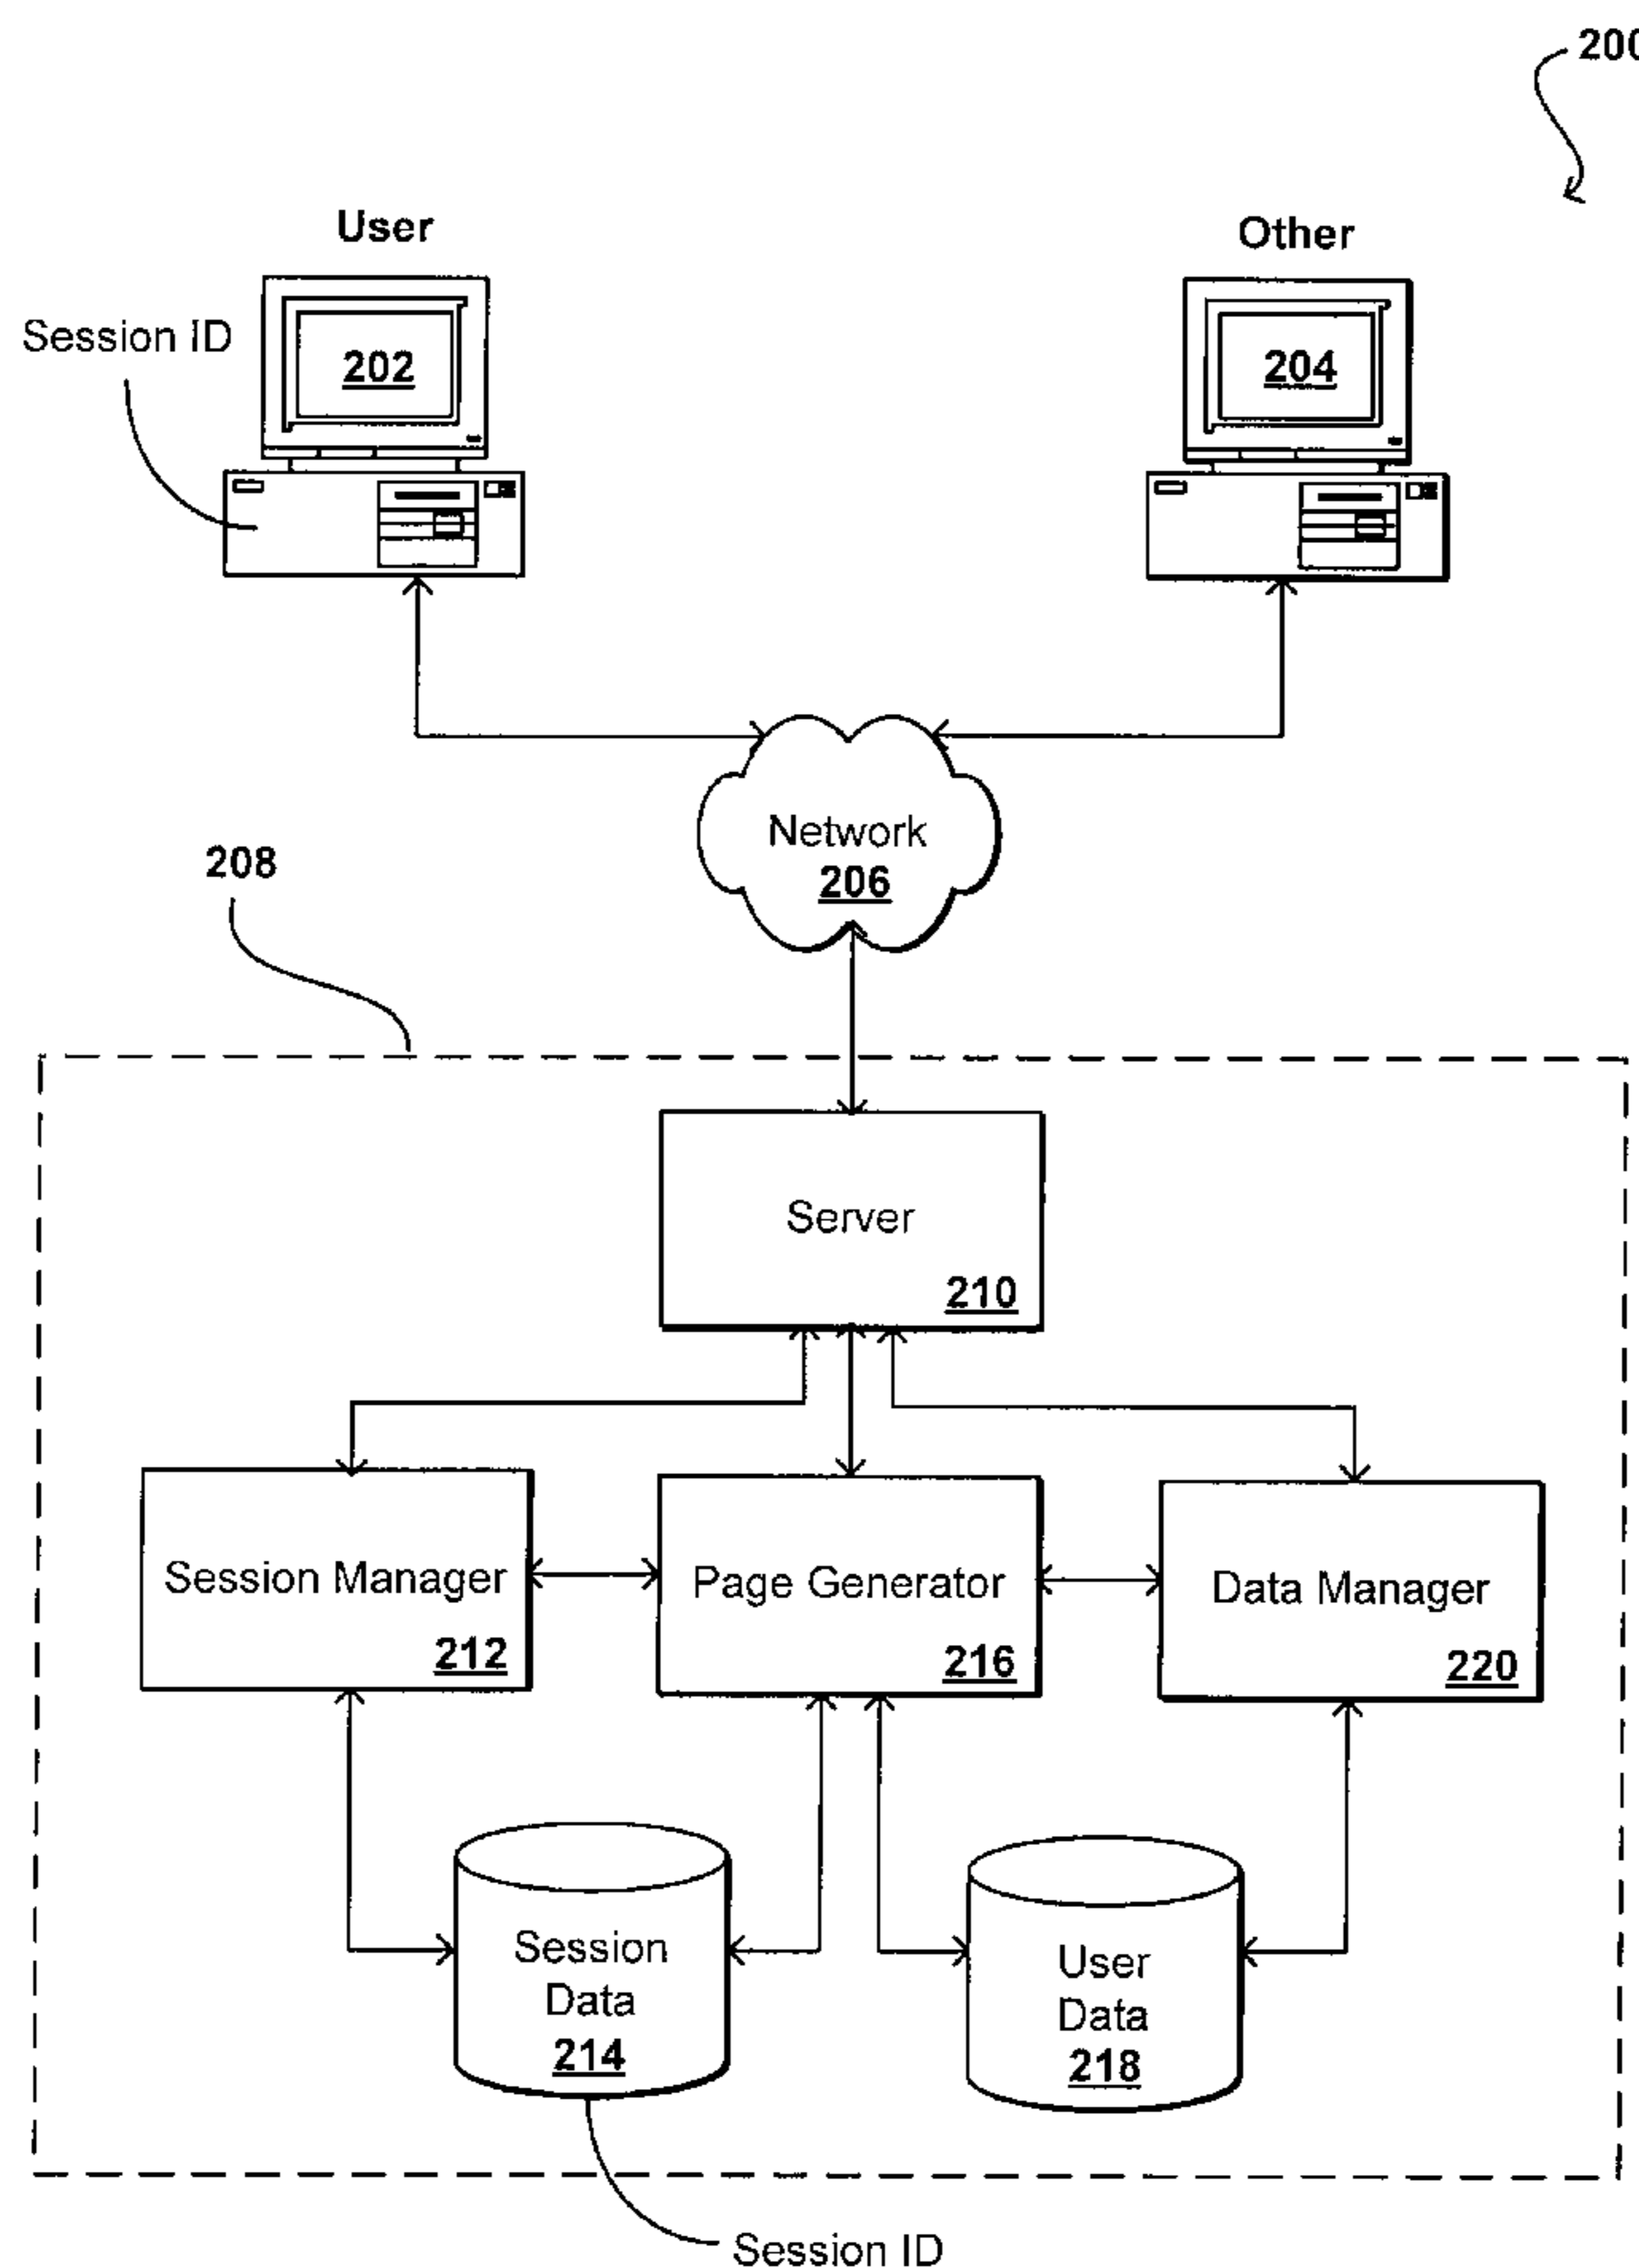 200
User
Other
Session ID
202
204
Network
206
208
Server
210
Session Manager
212
Page Generator
216
Data Manager
220
Session
Data
214
User
Data
218
Session ID